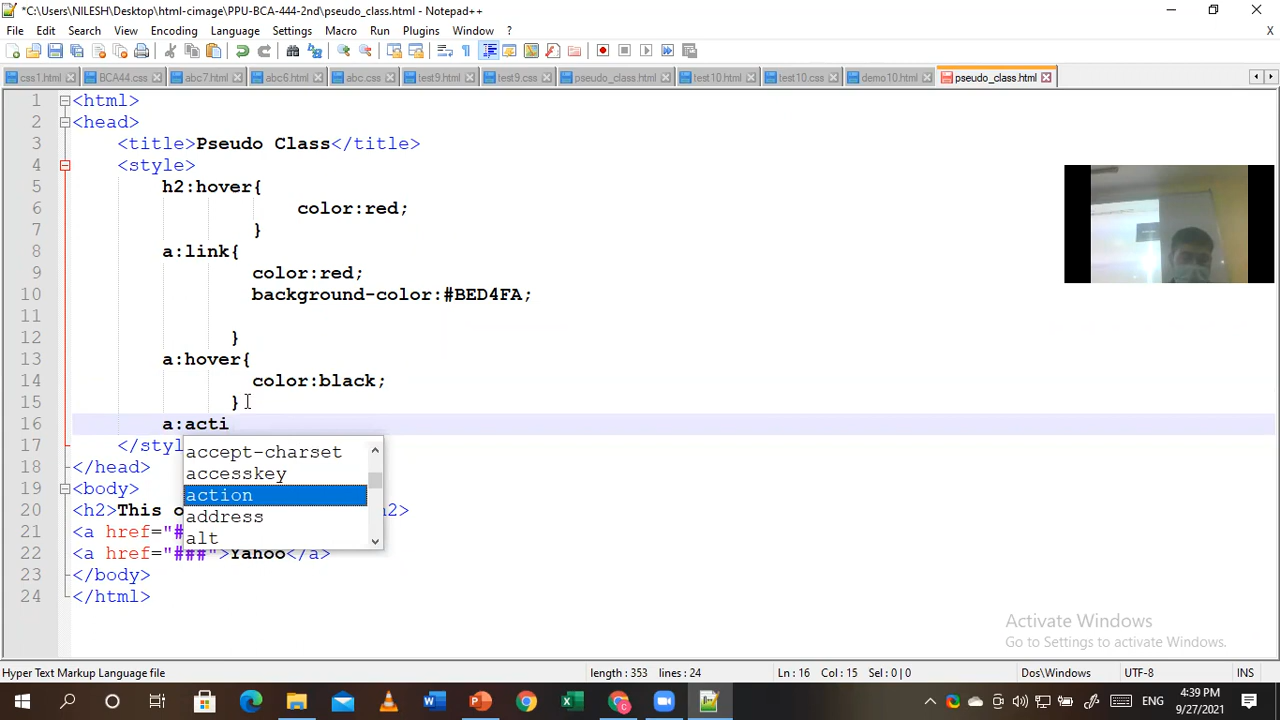 *C:\Users\NILESH\Desktop\html-cimage\PPU-BCA-444-2nd\pseudo_class.html - Notepad++
File Edit Search View Encoding Language Settings Macro Run Plugins Window ? X
css1.html BCA44.css abc7.html abc6.html abc.css test9.html test9.css pseudo_class.html test10.html test10.css demo10.html pseudo_class.html
1 <html>
2 <head>
3 <title>Pseudo Class</title>
4 <style>
5 h2:hover{
6 color:red;
7 }
8 a:link{
9 color:red;
10 background-color:#BED4FA;
11
12 }
13 a:hover{
14 color:black;
15 }
16 a:acti
17 </styl
accept-charset
18 </head>
accesskey
19 <body>
action
20 <h2>This o h2>
address
21 <a href="#
alt
22 <a href="###">Yahoo</a>
23 </body>
24 </html>
Activate Windows
Go to Settings to activate Windows.
Hyper Text Markup Language file length : 353 lines : 24 Ln : 16 Col : 15 Sel : 0 | 0 Dos\Windows UTF-8 INS
ENG 4:39 PM
9/27/2021